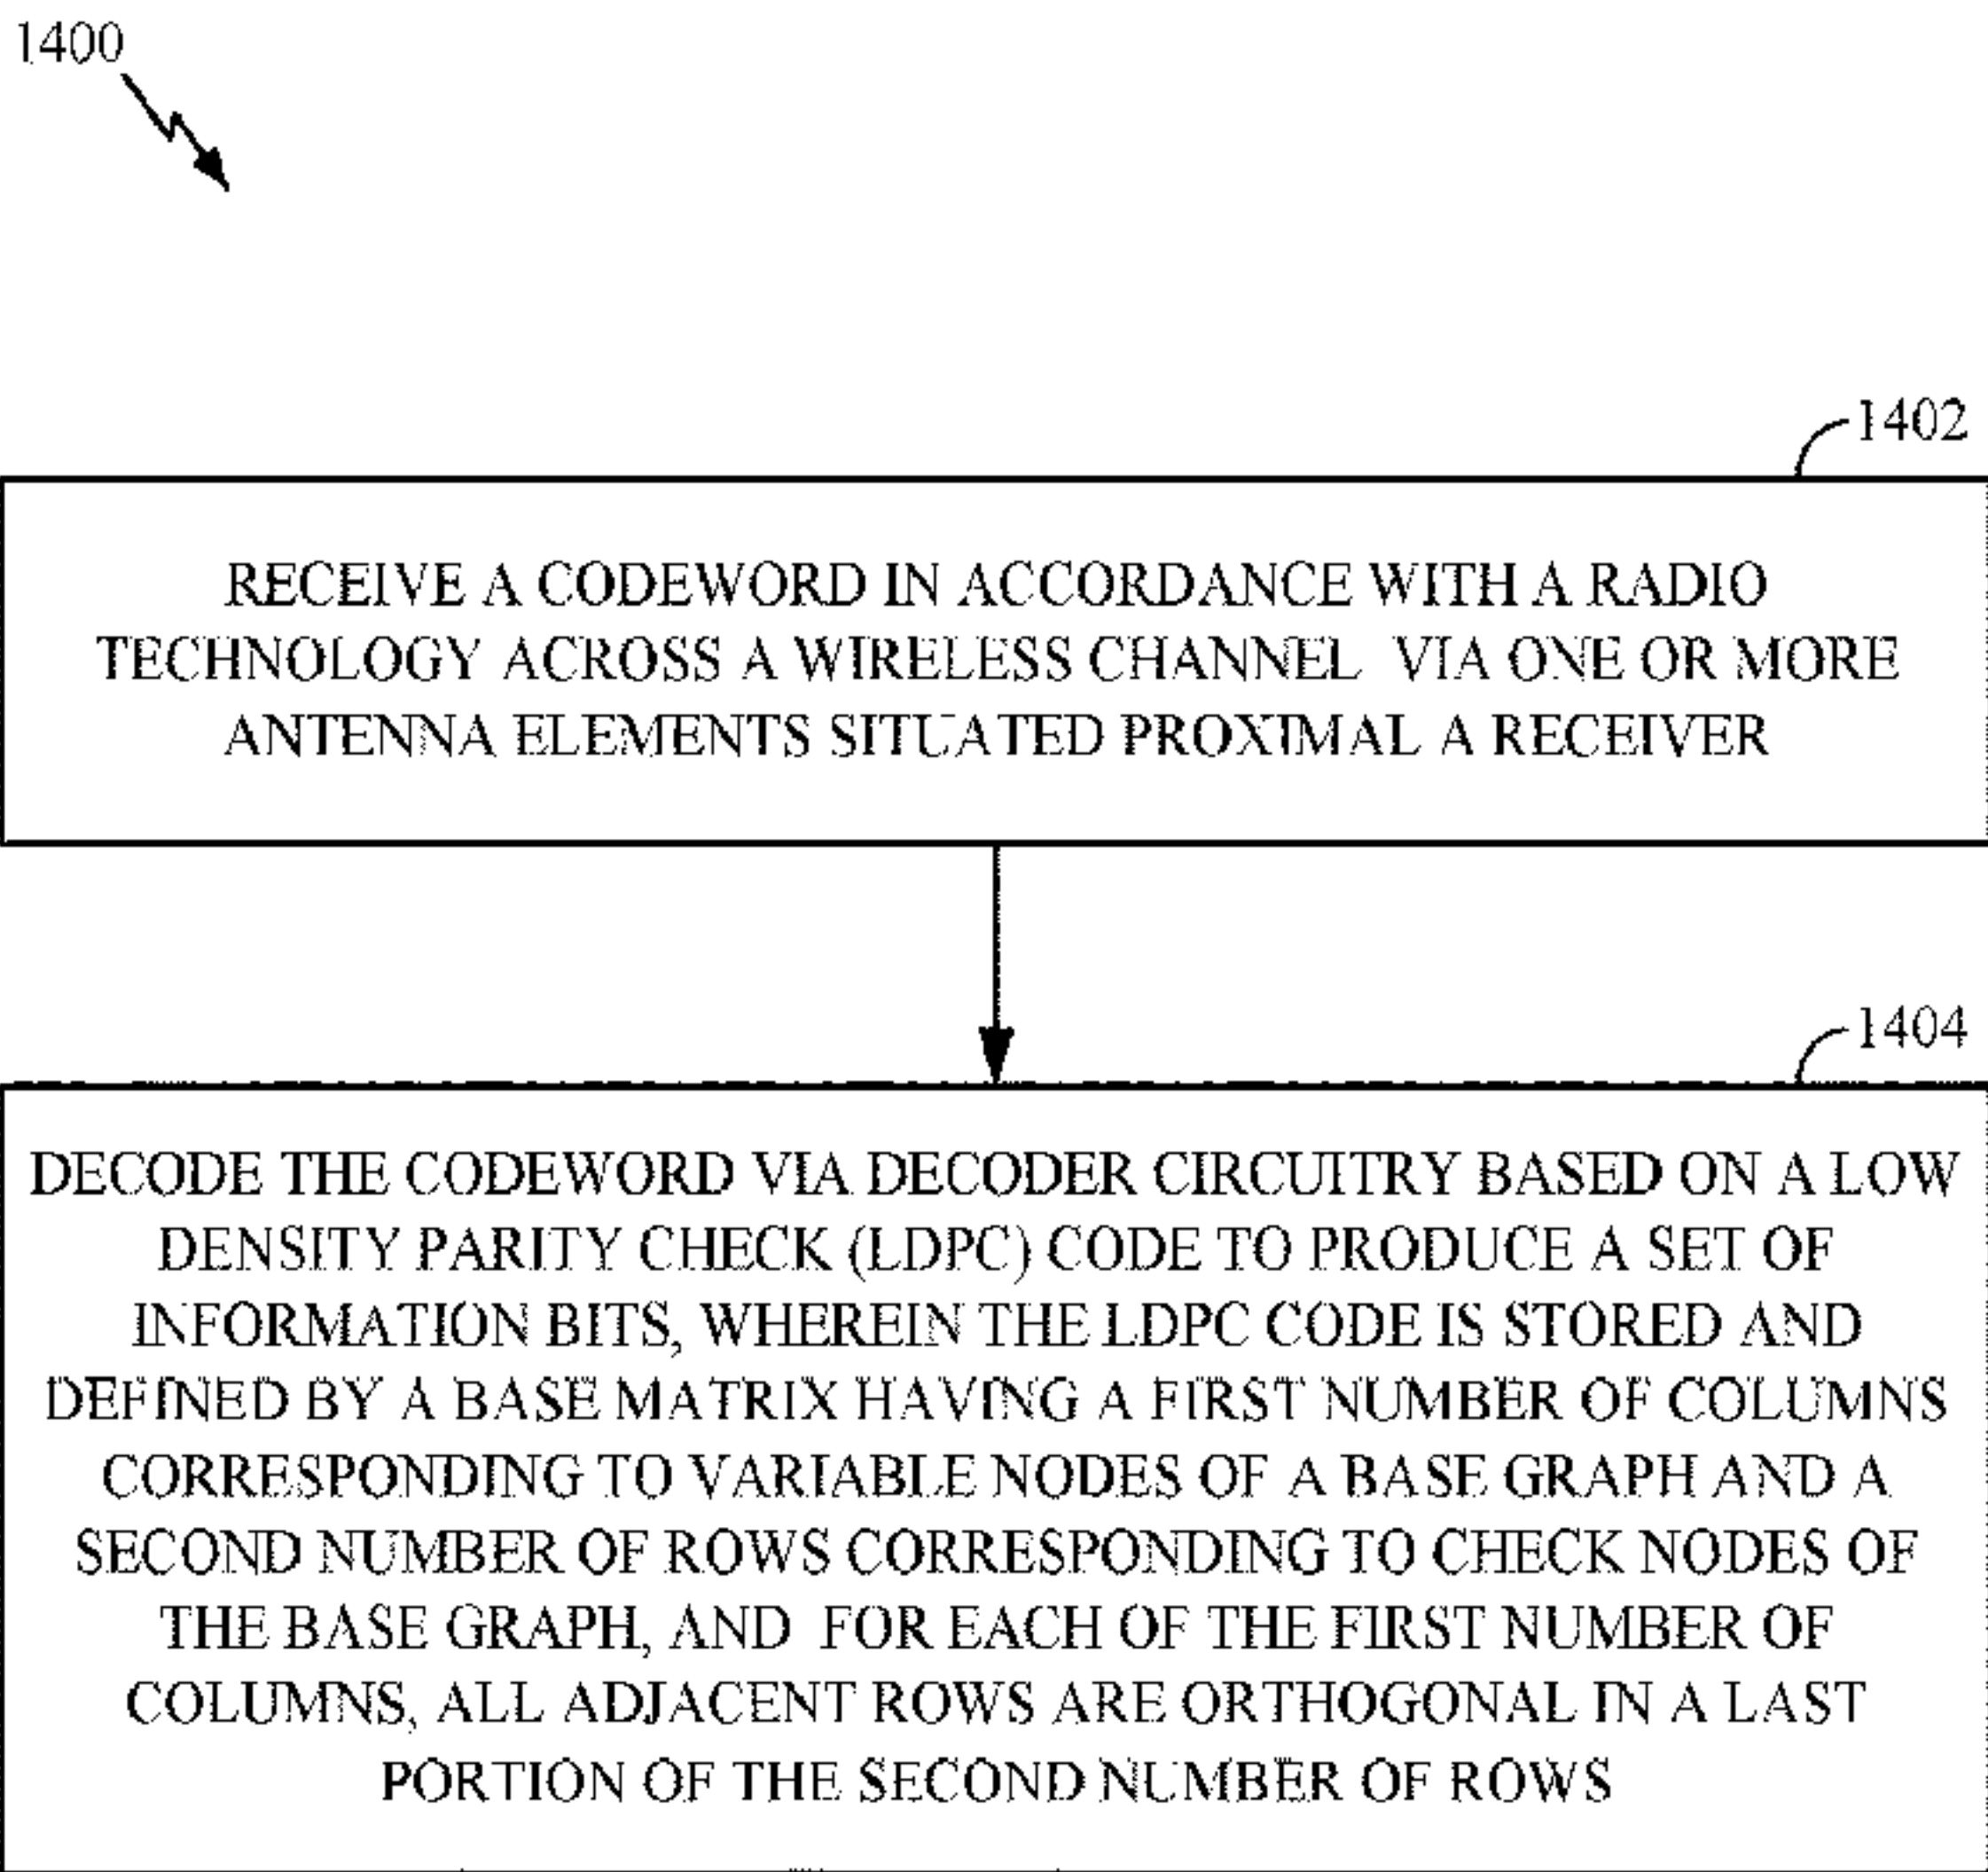 1400
1402
RECEIVE A CODEWORD IN ACCORDANCE WITH A RADIO
TECHNOLOGY ACROSS A WIRELESS CHANNEL VIA ONE OR MORE
ANTENNA ELEMENTS SITUATED PROXIMAL A RECEIVER
1404
DECODE THE CODEWORD VIA DECODER CIRCUITRY BASED ON A LOW
DENSITY PARITY CHECK (LDPC) CODE TO PRODUCE A SET OF
INFORMATION BITS, WHEREIN THE LDPC CODE IS STORED AND
DEFINED BY A BASE MATRIX HAVING A FIRST NUMBER OF COLUMNS
CORRESPONDING TO VARIABLE NODES OF A BASE GRAPH AND A
SECOND NUMBER OF ROWS CORRESPONDING TO CHECK NODES OF
THE BASE GRAPH, AND FOR EACH OF THE FIRST NUMBER OF
COLUMNS, ALL ADJACENT ROWS ARE ORTHOGONAL IN A LAST
PORTION OF THE SECOND NUMBER OF ROWS